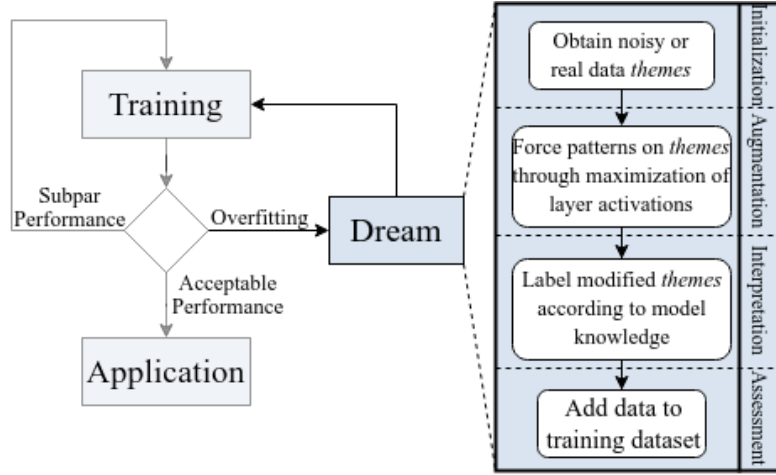 Training
Subpar
Performance
Overfitting
Dream
Acceptable
Performance
Application
Obtain noisy or
real data themes
Initialization
Force patterns on themes
through maximization of
layer activations
Augmentation
Label modified themes
according to model
knowledge
Interpretation
Add data to
training dataset
Assessment